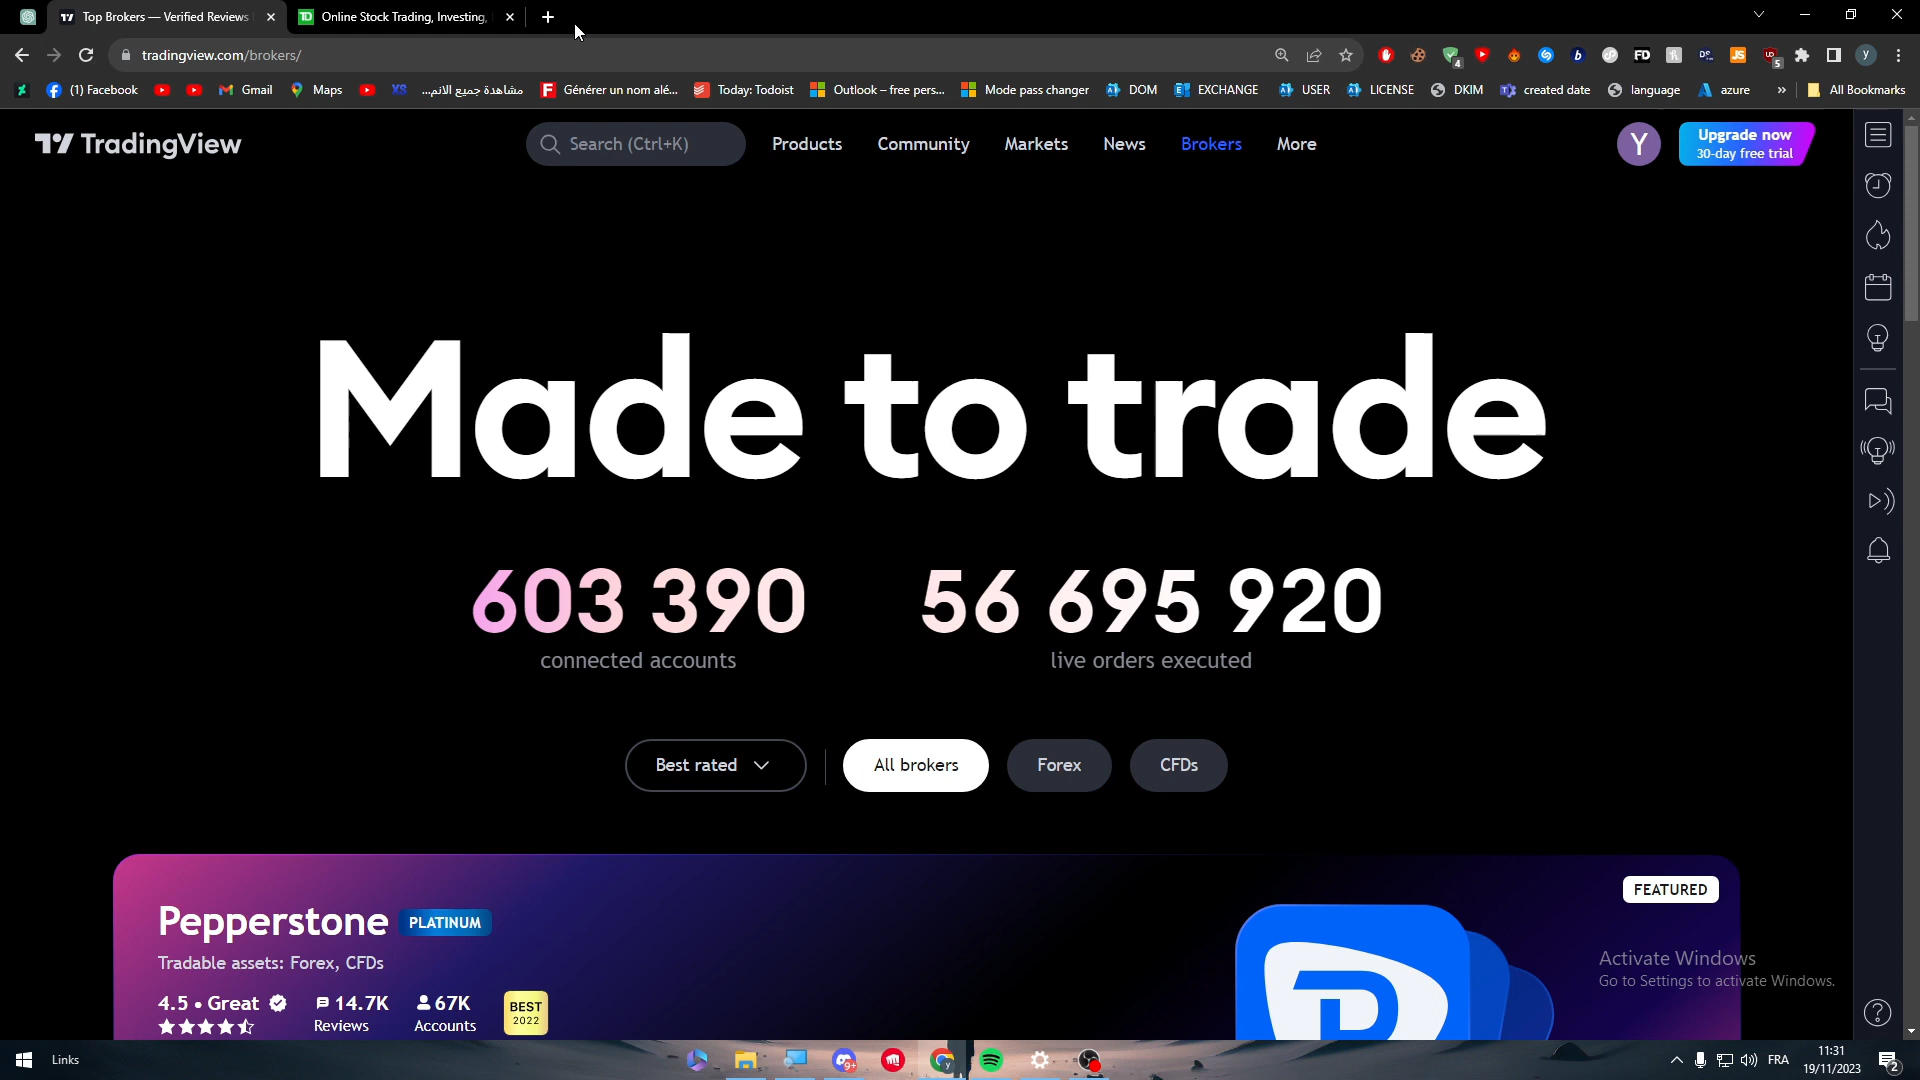 Top Brokers — Verified Reviews
Online Stock Trading, Investing,
tradingview.com/brokers/
(1) Facebook
Gmail
Maps
XS
مشاهدة جميع الانم...
Générer un nom alé...
Today: Todoist
Outlook – free pers...
Mode pass changer
DOM
EXCHANGE
USER
LICENSE
DKIM
created date
language
azure
»
All Bookmarks
TradingView
Search (Ctrl+K)
Products
Community
Markets
News
Brokers
More
Y
Upgrade now
30-day free trial
Made to trade
603 390
56 695 920
connected accounts
live orders executed
Best rated
All brokers
Forex
CFDs
FEATURED
Pepperstone
PLATINUM
Tradable assets: Forex, CFDs
4.5 • Great
14.7K
67K
Reviews
Accounts
BEST
2022
Activate Windows
Go to Settings to activate Windows.
Links
9+
FRA
11:31
19/11/2023
2